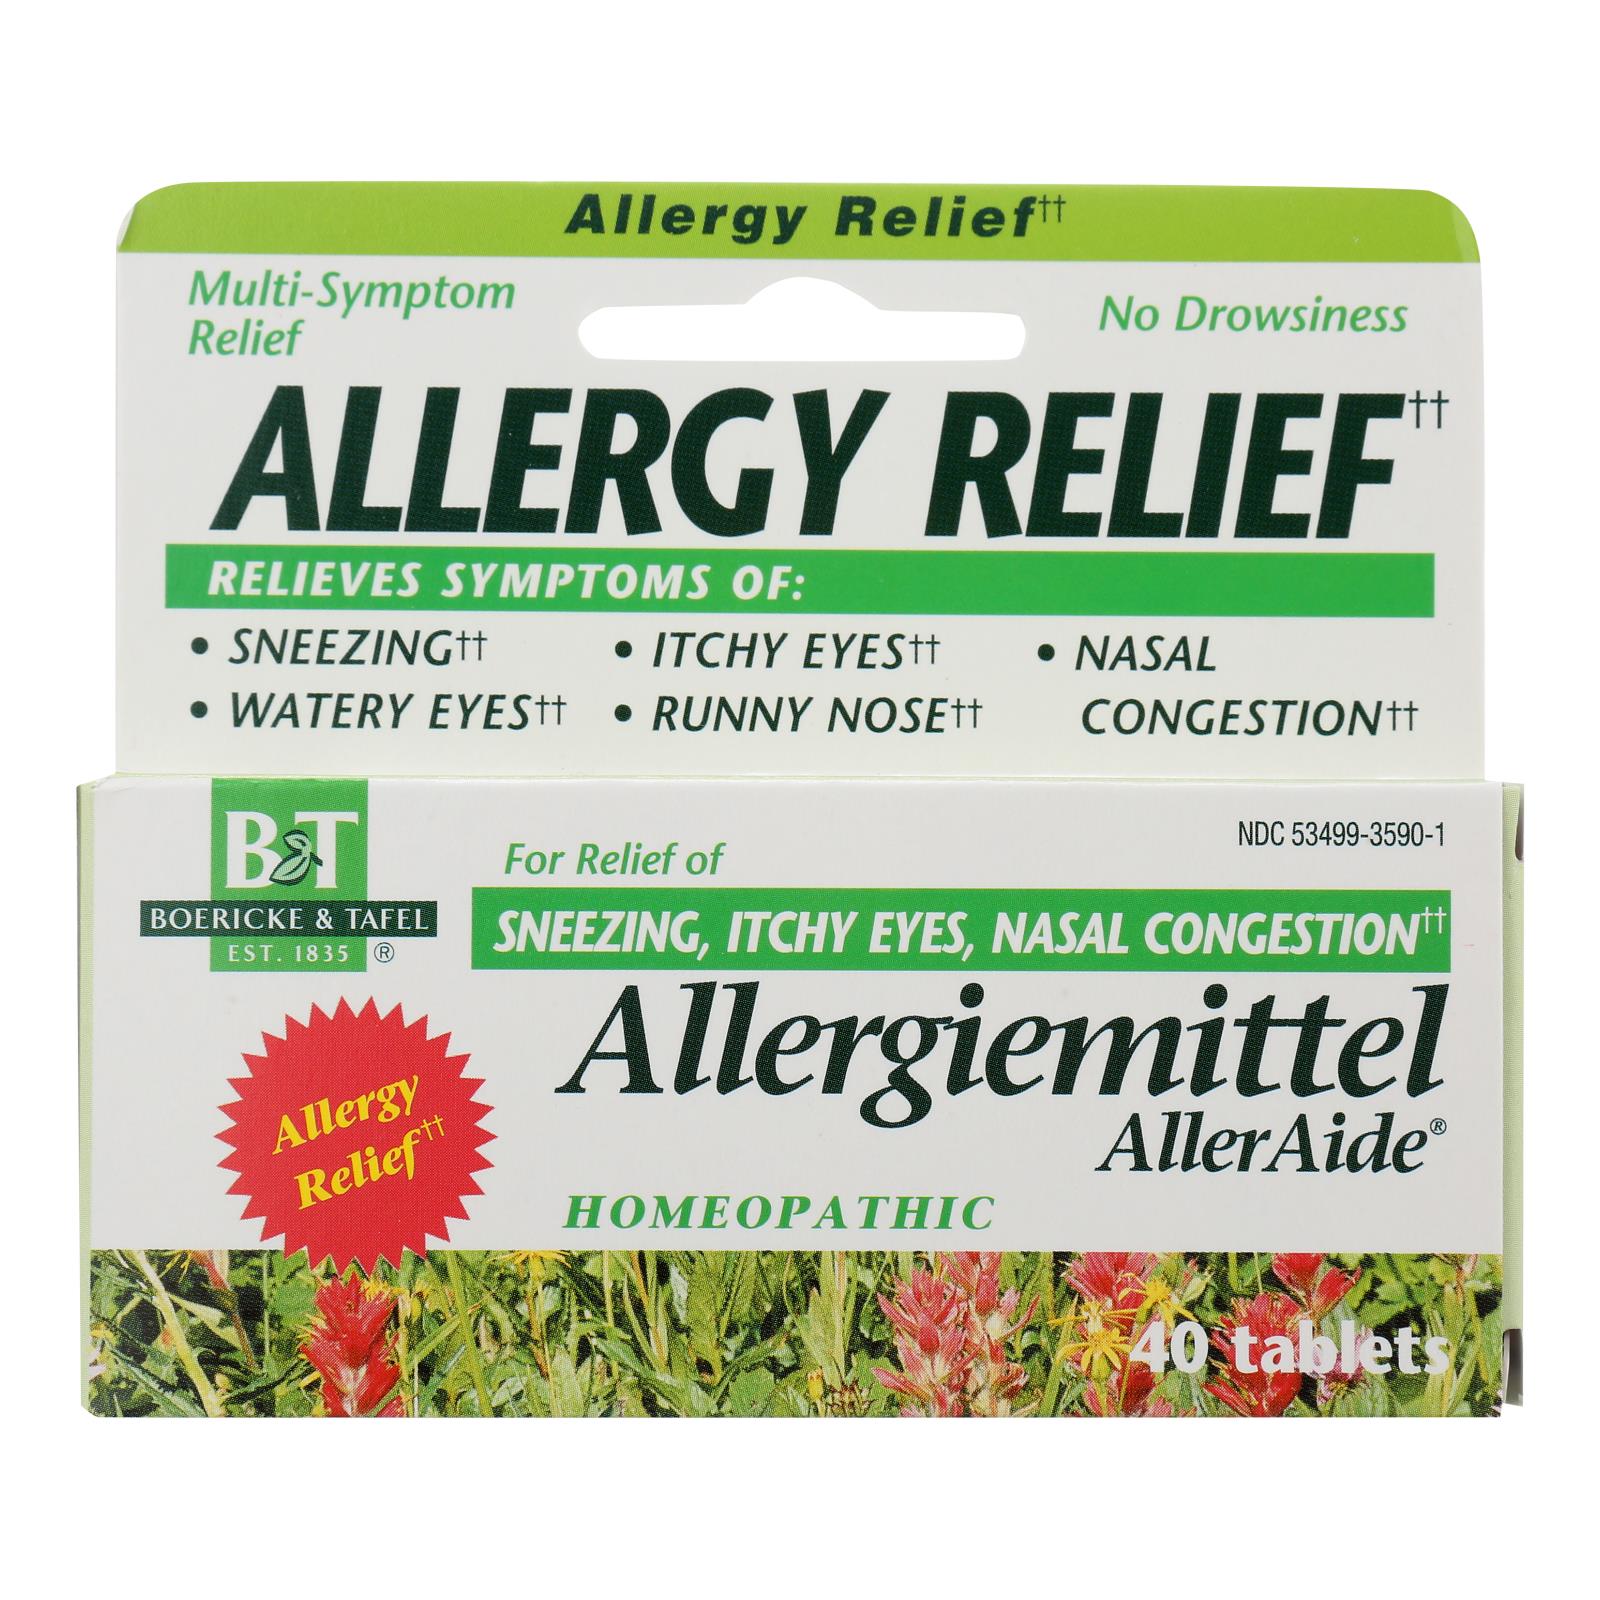 Allergy Relief††
Multi-Symptom
Relief
No Drowsiness
ALLERGY RELIEF††
RELIEVES SYMPTOMS OF:
• SNEEZING†† • ITCHY EYES†† • NASAL
• WATERY EYES†† • RUNNY NOSE†† CONGESTION††
B&T
BOERICKE & TAFEL
EST. 1835 ®
NDC 53499-3590-1
For Relief of
SNEEZING, ITCHY EYES, NASAL CONGESTION††
Allergiemittel
AllerAide®
Allergy
Relief††
HOMEOPATHIC
40 tablets